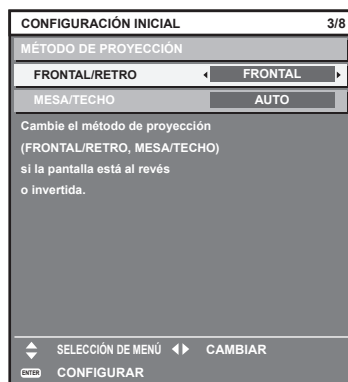 CONFIGURACIÓN INICIAL 3/8
MÉTODO DE PROYECCIÓN
FRONTAL/RETRO FRONTAL
MESA/TECHO AUTO
Cambie el método de proyección
(FRONTAL/RETRO, MESA/TECHO)
si la pantalla está al revés
o invertida.
SELECCIÓN DE MENÚ CAMBIAR
ENTER CONFIGURAR